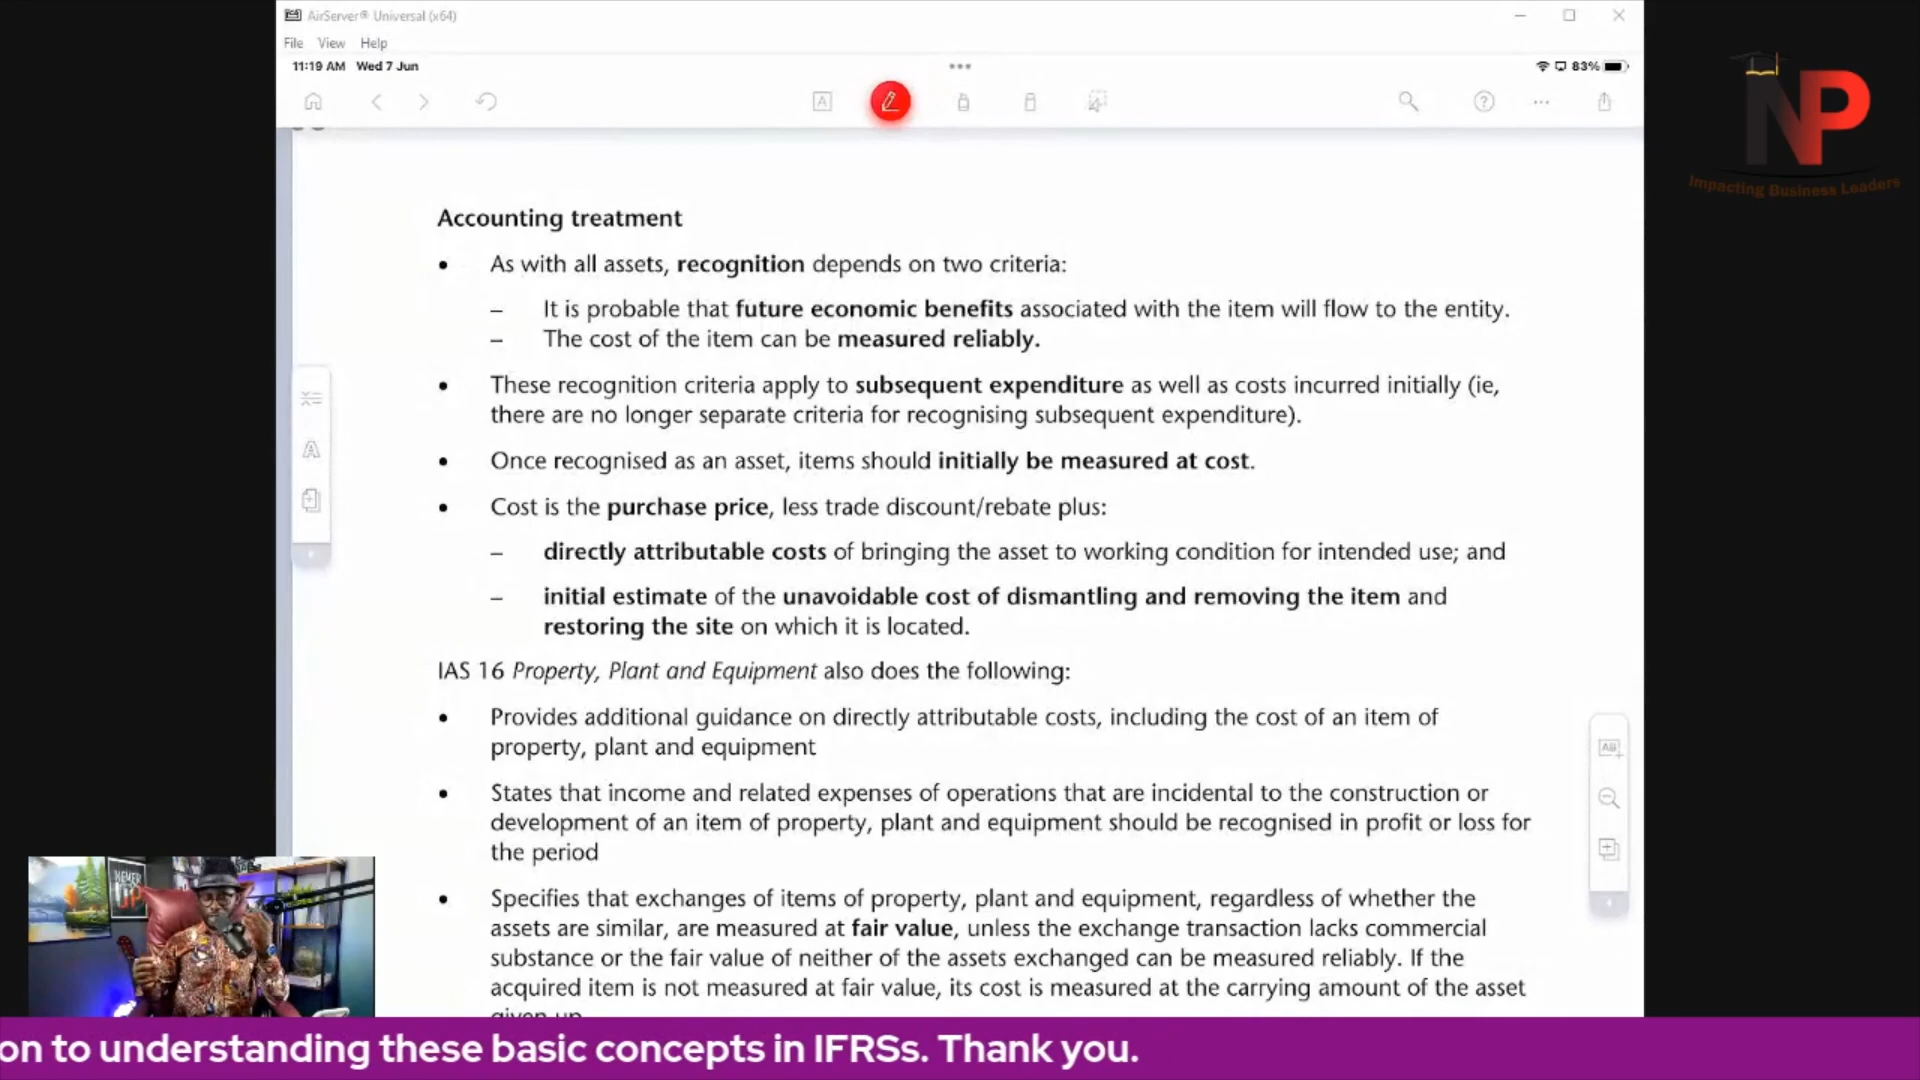 AirServer® Universal (x64)
File View Help
11:19 AM Wed 7 Jun
83%
NP
Impacting Business Leaders
Accounting treatment
• As with all assets, recognition depends on two criteria:
– It is probable that future economic benefits associated with the item will flow to the entity.
– The cost of the item can be measured reliably.
• These recognition criteria apply to subsequent expenditure as well as costs incurred initially (ie,
there are no longer separate criteria for recognising subsequent expenditure).
• Once recognised as an asset, items should initially be measured at cost.
• Cost is the purchase price, less trade discount/rebate plus:
– directly attributable costs of bringing the asset to working condition for intended use; and
– initial estimate of the unavoidable cost of dismantling and removing the item and
restoring the site on which it is located.
IAS 16 Property, Plant and Equipment also does the following:
• Provides additional guidance on directly attributable costs, including the cost of an item of
property, plant and equipment
• States that income and related expenses of operations that are incidental to the construction or
development of an item of property, plant and equipment should be recognised in profit or loss for
the period
• Specifies that exchanges of items of property, plant and equipment, regardless of whether the
assets are similar, are measured at fair value, unless the exchange transaction lacks commercial
substance or the fair value of neither of the assets exchanged can be measured reliably. If the
acquired item is not measured at fair value, its cost is measured at the carrying amount of the asset
given up
NEVER
UP
on to understanding these basic concepts in IFRSs. Thank you.